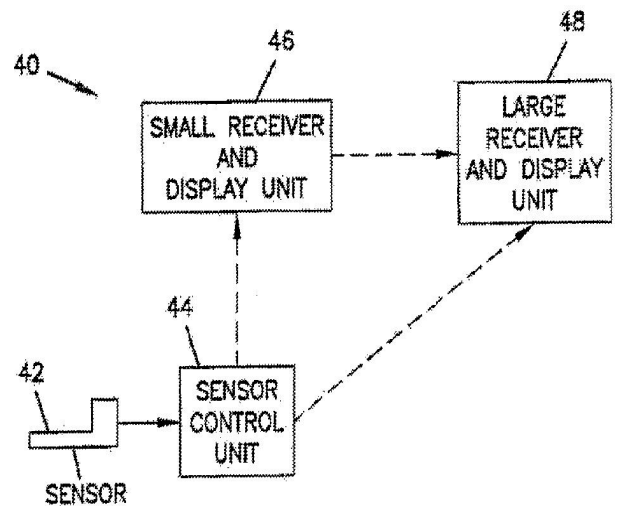 40
46
48
SMALL RECEIVER
AND
DISPLAY UNIT
LARGE
RECEIVER
AND DISPLAY
UNIT
44
SENSOR
CONTROL
UNIT
42
SENSOR